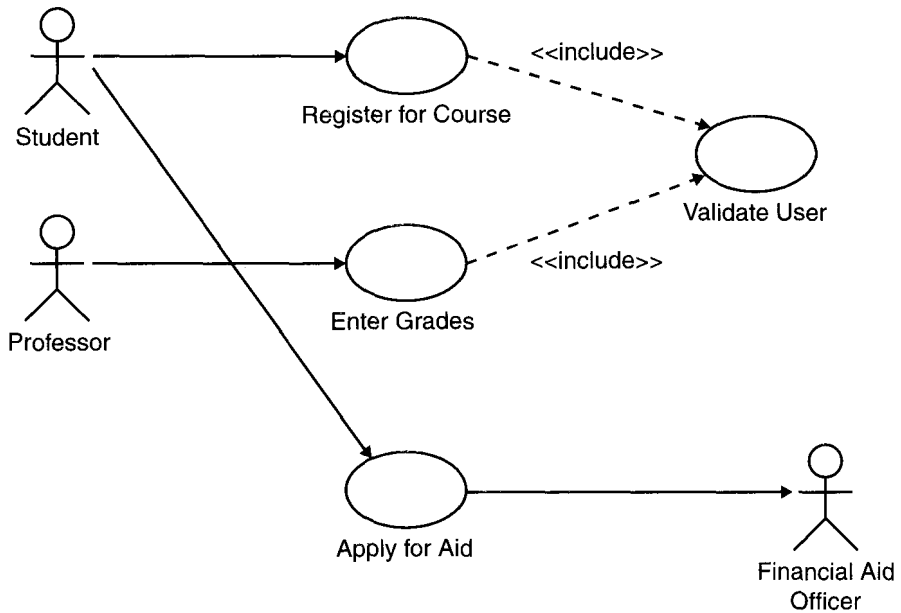 <<include>>
Register for Course
Student
Validate User
<<include>>
Enter Grades
Professor
Apply for Aid
Financial Aid
Officer